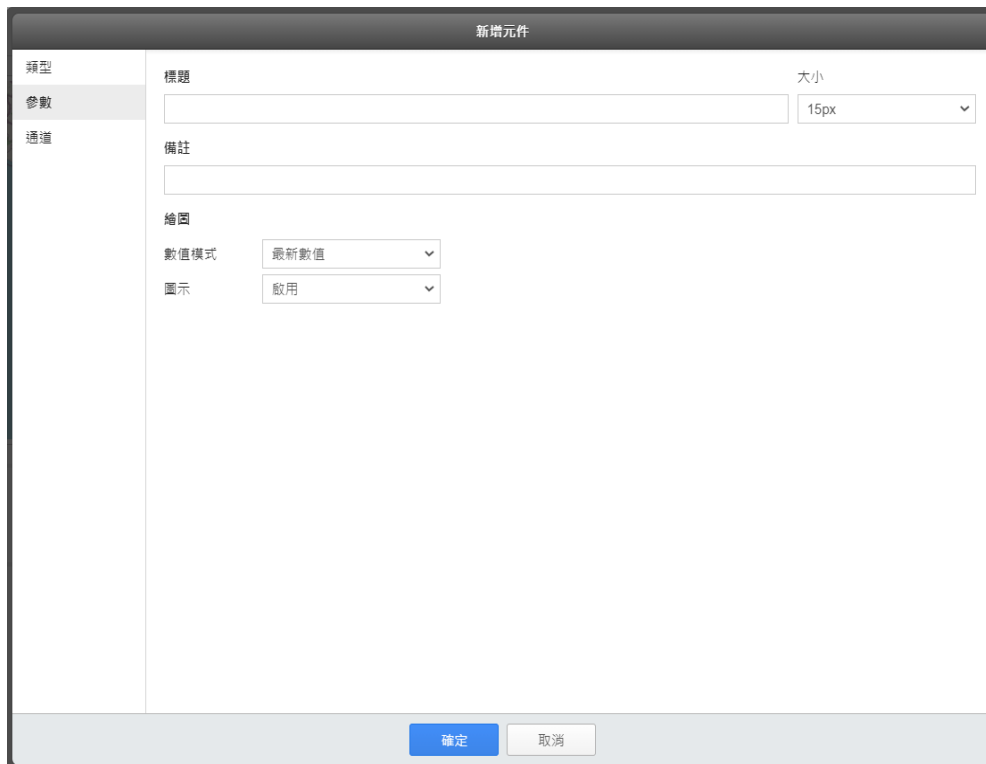 新增元件
類型
參數
通道
標題
大小
15px
備註
繪圖
數值模式
最新數值
圖示
啟用
確定
取消